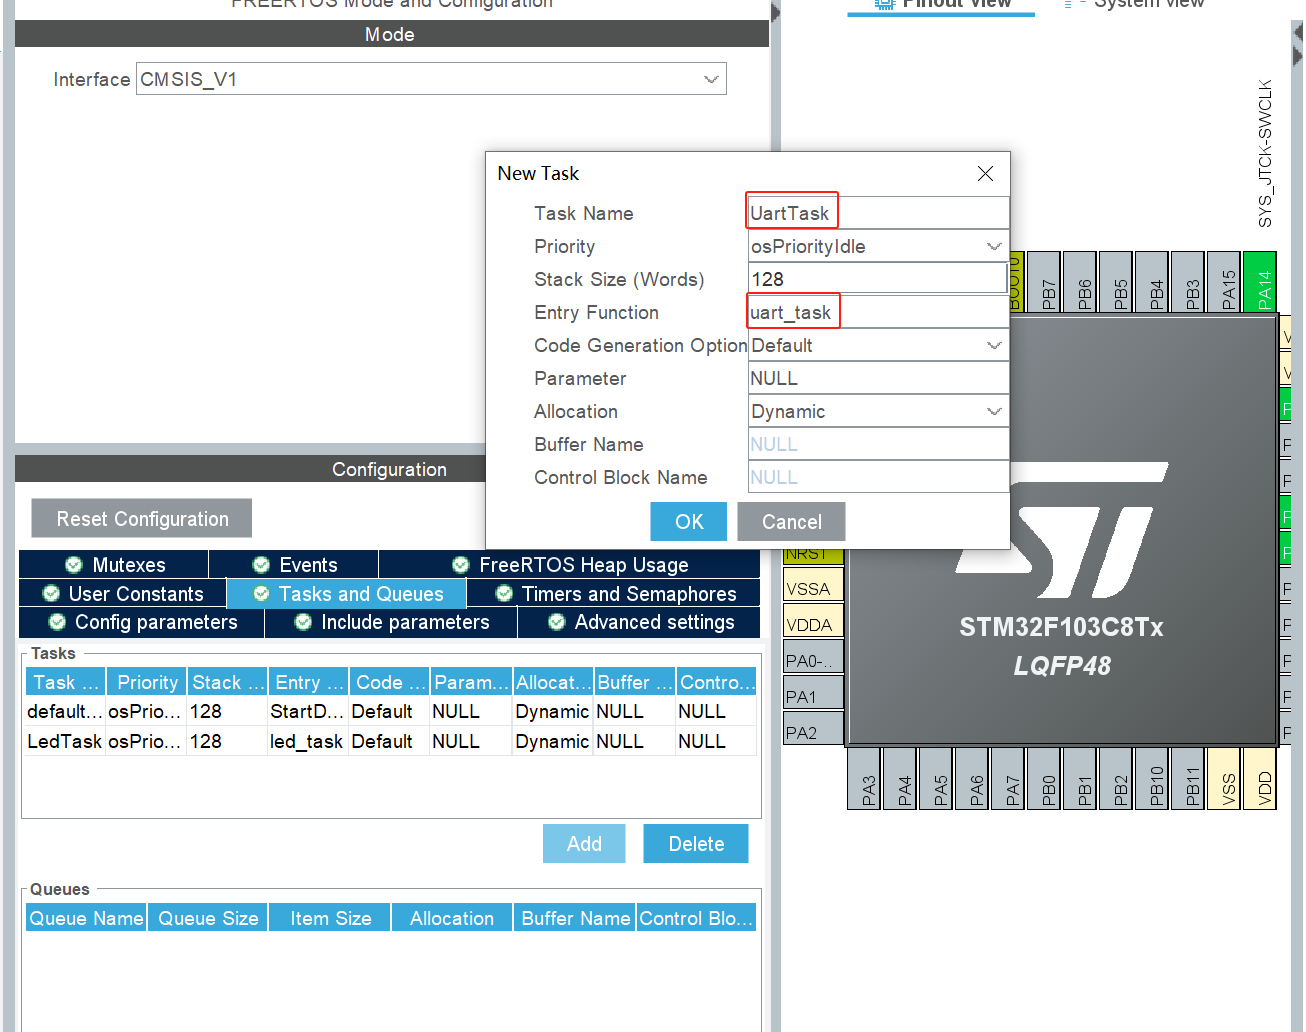 FREERTOS Mode and Configuration
Mode
Interface CMSIS_V1
Pinout view
System view
SYS_JTCK-SWCLK
New Task
Task Name UartTask
Priority osPriorityIdle
Stack Size (Words) 128
Entry Function uart_task
Code Generation Option Default
Parameter NULL
Allocation Dynamic
Buffer Name NULL
Control Block Name NULL
OK Cancel
BOOT0 PB7 PB6 PB5 PB4 PB3 PA15 PA14
NRST
VSSA
VDDA
PA0-..
PA1
PA2
STM32F103C8Tx
LQFP48
PA3 PA4 PA5 PA6 PA7 PB0 PB1 PB2 PB10 PB11 VSS VDD
Configuration
Reset Configuration
Mutexes Events FreeRTOS Heap Usage
User Constants Tasks and Queues Timers and Semaphores
Config parameters Include parameters Advanced settings
Tasks
Task ... Priority Stack ... Entry ... Code ... Param... Allocat... Buffer ... Contro...
default... osPrio... 128 StartD... Default NULL Dynamic NULL NULL
LedTask osPrio... 128 led_task Default NULL Dynamic NULL NULL
Add Delete
Queues
Queue Name Queue Size Item Size Allocation Buffer Name Control Blo...